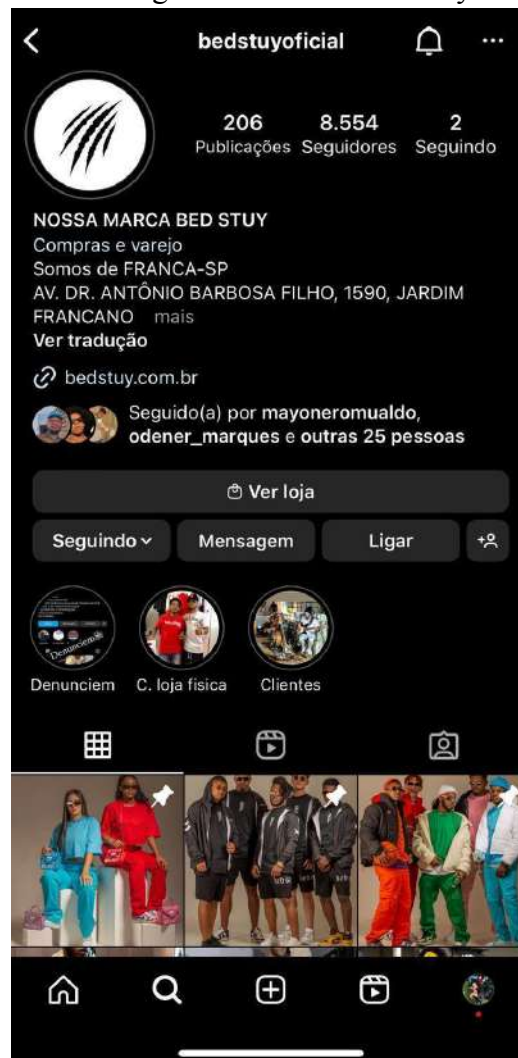 bedstuyoficial
206 8.554 2
Publicações Seguidores Seguindo
NOSSA MARCA BED STUY
Compras e varejo
Somos de FRANCA-SP
AV. DR. ANTÔNIO BARBOSA FILHO, 1590, JARDIM
FRANCANO mais
Ver tradução
bedstuy.com.br
Seguido(a) por mayoneromualdo,
odener_marques e outras 25 pessoas
Ver loja
Seguindo Mensagem Ligar
Denunciem
Denunciem C. loja fisica Clientes